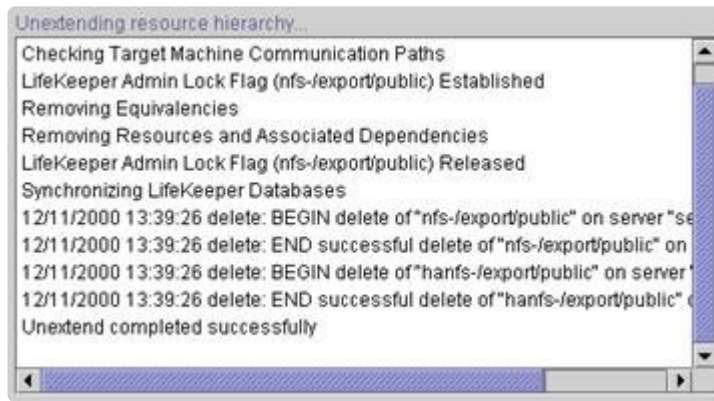 Unextending resource hierarchy...
Checking Target Machine Communication Paths
LifeKeeper Admin Lock Flag (nfs-/export/public) Established
Removing Equivalencies
Removing Resources and Associated Dependencies
LifeKeeper Admin Lock Flag (nfs-/export/public) Released
Synchronizing LifeKeeper Databases
12/11/2000 13:39:26 delete: BEGIN delete of "nfs-/export/public" on server "se
12/11/2000 13:39:26 delete: END successful delete of "nfs-/export/public" on
12/11/2000 13:39:26 delete: BEGIN delete of "hanfs-/export/public" on server "
12/11/2000 13:39:26 delete: END successful delete of "hanfs-/export/public"
Unextend completed successfully